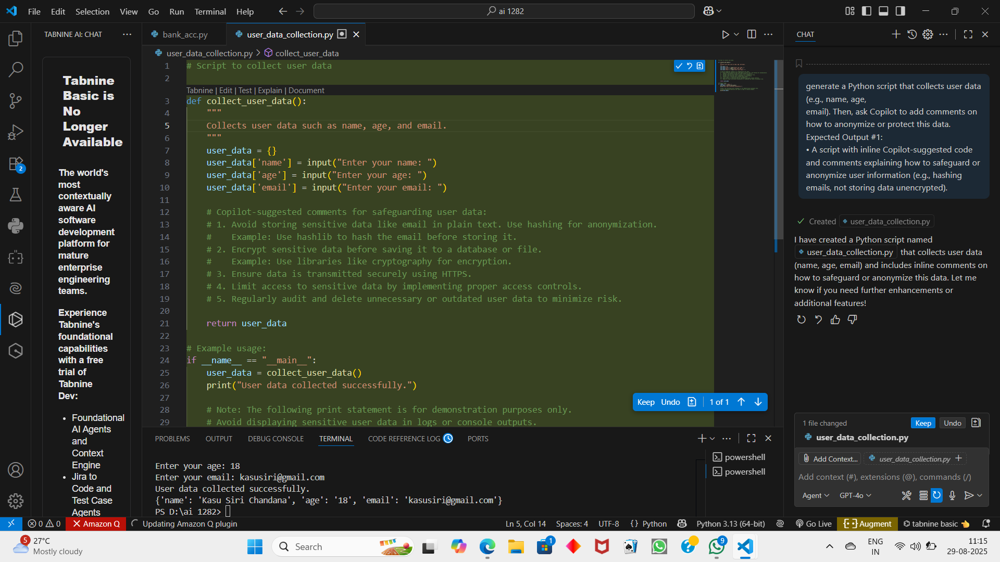 File Edit Selection View Go Run Terminal Help
ai 1282
TABNINE AI: CHAT
Tabnine
Basic is
No
Longer
Available
The world's
most
contextually
aware AI
software
development
platform for
mature
enterprise
engineering
teams.
Experience
Tabnine's
foundational
capabilities
with a free
trial of
Tabnine
Dev:
• Foundational
AI Agents
and
Context
Engine
• Jira to
Code and
Test Case
Agents
2
bank_acc.py
user_data_collection.py
user_data_collection.py > collect_user_data
1 # Script to collect user data
2
Tabnine | Edit | Test | Explain | Document
3 def collect_user_data():
4 """
5 Collects user data such as name, age, and email.
6 """
7 user_data = {}
8 user_data['name'] = input("Enter your name: ")
9 user_data['age'] = input("Enter your age: ")
10 user_data['email'] = input("Enter your email: ")
11
12 # Copilot-suggested comments for safeguarding user data:
13 # 1. Avoid storing sensitive data like email in plain text. Use hashing for anonymization.
14 # Example: Use hashlib to hash the email before storing it.
15 # 2. Encrypt sensitive data before saving it to a database or file.
16 # Example: Use libraries like cryptography for encryption.
17 # 3. Ensure data is transmitted securely using HTTPS.
18 # 4. Limit access to sensitive data by implementing proper access controls.
19 # 5. Regularly audit and delete unnecessary or outdated user data to minimize risk.
20
21 return user_data
22
23 # Example usage:
24 if __name__ == "__main__":
25 user_data = collect_user_data()
26 print("User data collected successfully.")
27
28 # Note: The following print statement is for demonstration purposes only.
29 # Avoid displaying sensitive user data in logs or console outputs.
Keep Undo 1 of 1
PROBLEMS OUTPUT DEBUG CONSOLE TERMINAL CODE REFERENCE LOG PORTS
Enter your age: 18
Enter your email: kasusiri@gmail.com
User data collected successfully.
{'name': 'Kasu Siri Chandana', 'age': '18', 'email': 'kasusiri@gmail.com'}
PS D:\ai 1282>
powershell
powershell
CHAT
generate a Python script that collects user data
(e.g., name, age,
email). Then, ask Copilot to add comments on
how to anonymize or protect this data.
Expected Output #1:
• A script with inline Copilot-suggested code
and comments explaining how to safeguard or
anonymize user information (e.g., hashing
emails, not storing data unencrypted).
Created user_data_collection.py
I have created a Python script named
user_data_collection.py that collects user data
(name, age, email) and includes inline comments on
how to safeguard or anonymize this data. Let me
know if you need further enhancements or
additional features!
1 file changed Keep Undo
user_data_collection.py
Add Context... user_data_collection.py +
Add context (#), extensions (@), commands (/)
Agent GPT-4o
0 0 Amazon Q Updating Amazon Q plugin Ln 5, Col 14 Spaces: 4 UTF-8 {} Python Python 3.13 (64-bit) Go Live Augment tabnine basic
5
27°C
Mostly cloudy
Search
1
9
ENG
IN
11:15
29-08-2025